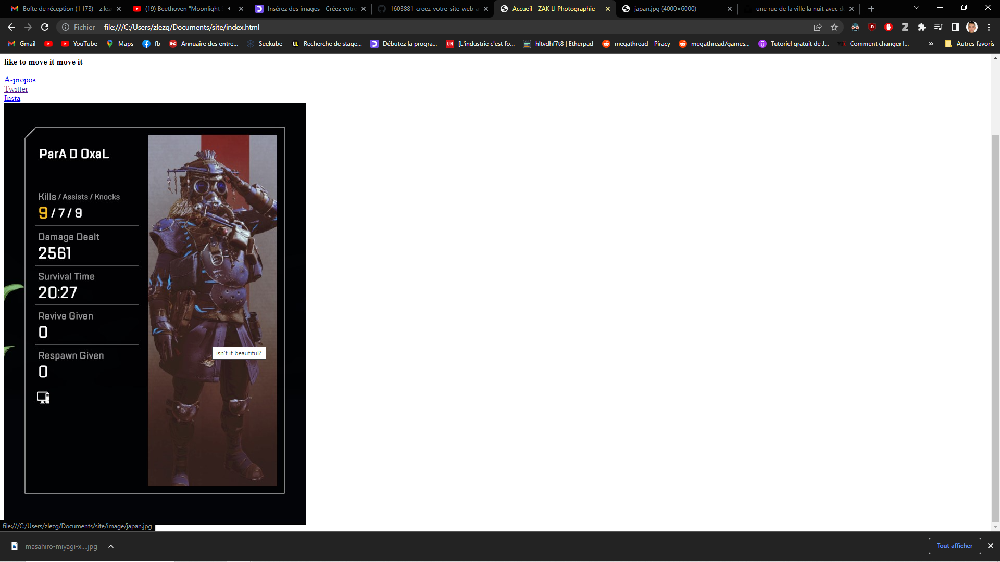 Boîte de réception (1 173) - z.lez
(19) Beethoven "Moonlight S
Insérez des images - Créez votre
1603881-creez-votre-site-web-a
Accueil - ZAK LI Photographie
japan.jpg (4000×6000)
une rue de la ville la nuit avec de
Fichier
file:///C:/Users/zlezg/Documents/site/index.html
Gmail
YouTube
Maps
fb
Annuaire des entre...
Seekube
Recherche de stage...
Débutez la progra...
[L'industrie c'est fo...
hltvdhf7t8 | Etherpad
megathread - Piracy
megathread/games...
Tutoriel gratuit de J...
Comment changer l...
»
Autres favoris
like to move it move it
A-propos
Twitter
Insta
ParA D OxaL
Kills / Assists / Knocks
9 / 7 / 9
Damage Dealt
2561
Survival Time
20:27
Revive Given
0
isn't it beautiful?
Respawn Given
0
file:///C:/Users/zlezg/Documents/site/image/japan.jpg
masahiro-miyagi-x....jpg
Tout afficher